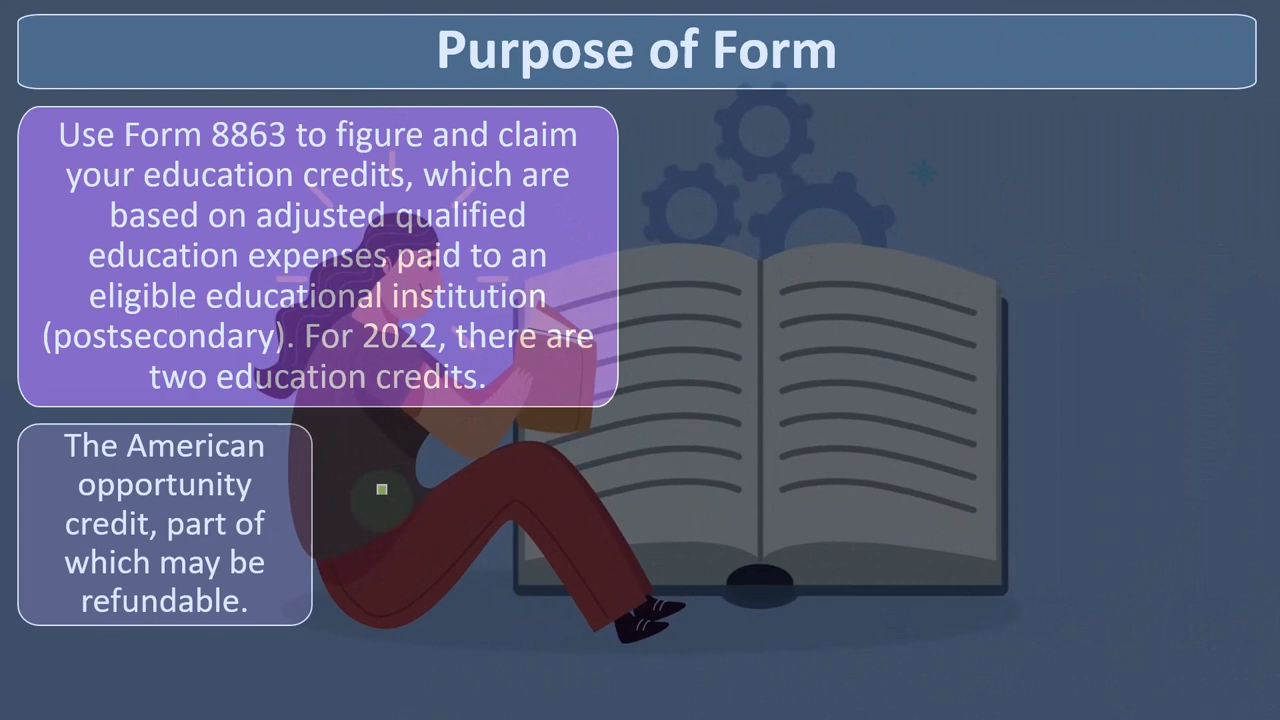 Purpose of Form
Use Form 8863 to figure and claim
your education credits, which are
based on adjusted qualified
education expenses paid to an
eligible educational institution
(postsecondary). For 2022, there are
two education credits.
The American
opportunity
credit, part of
which may be
refundable.